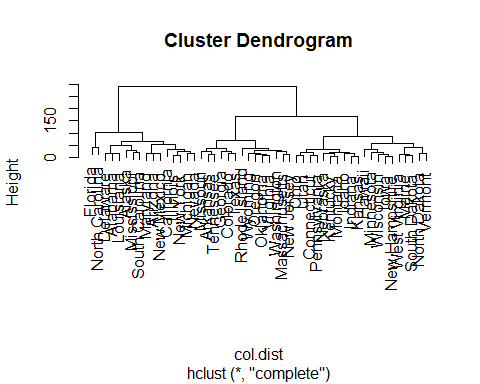 Cluster Dendrogram
Height
0
150
Florida
North Carolina
Delaware
Alabama
Louisiana
Alaska
Mississippi
South Carolina
Maryland
Arizona
New Mexico
California
Illinois
New York
Michigan
Nevada
Missouri
Arkansas
Tennessee
Georgia
Colorado
Texas
Rhode Island
Wyoming
Oregon
Oklahoma
Virginia
Washington
Massachusetts
New Jersey
Ohio
Utah
Connecticut
Pennsylvania
Nebraska
Kentucky
Montana
Idaho
Indiana
Kansas
Hawaii
Minnesota
Wisconsin
Iowa
New Hampshire
West Virginia
Maine
South Dakota
North Dakota
Vermont
col.dist
hclust (*, "complete")